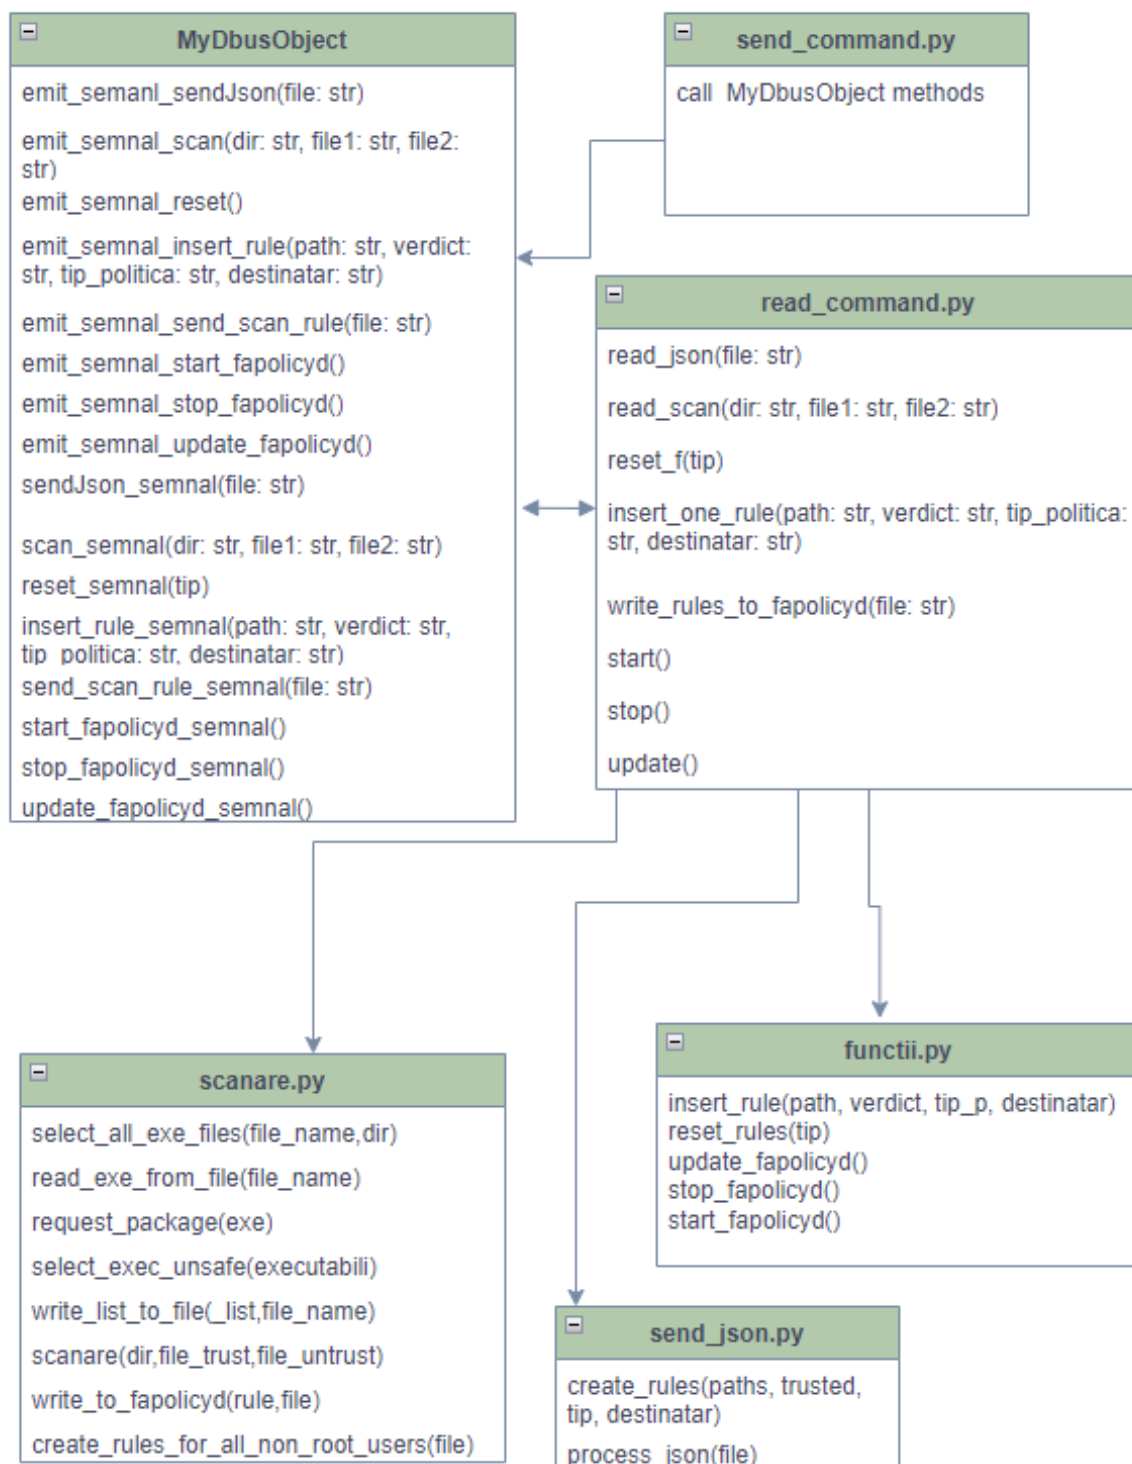 MyDbusObject
emit_semanl_sendJson(file: str)
emit_semnal_scan(dir: str, file1: str, file2:
str)
emit_semnal_reset()
emit_semnal_insert_rule(path: str, verdict:
str, tip_politica: str, destinatar: str)
emit_semnal_send_scan_rule(file: str)
emit_semnal_start_fapolicyd()
emit_semnal_stop_fapolicyd()
emit_semnal_update_fapolicyd()
sendJson_semnal(file: str)
scan_semnal(dir: str, file1: str, file2: str)
reset_semnal(tip)
insert_rule_semnal(path: str, verdict: str,
tip_politica: str, destinatar: str)
send_scan_rule_semnal(file: str)
start_fapolicyd_semnal()
stop_fapolicyd_semnal()
update_fapolicyd_semnal()
send_command.py
call MyDbusObject methods
read_command.py
read_json(file: str)
read_scan(dir: str, file1: str, file2: str)
reset_f(tip)
insert_one_rule(path: str, verdict: str, tip_politica:
str, destinatar: str)
write_rules_to_fapolicyd(file: str)
start()
stop()
update()
scanare.py
select_all_exe_files(file_name,dir)
read_exe_from_file(file_name)
request_package(exe)
select_exec_unsafe(executabili)
write_list_to_file(_list,file_name)
scanare(dir,file_trust,file_untrust)
write_to_fapolicyd(rule,file)
create_rules_for_all_non_root_users(file)
functii.py
insert_rule(path, verdict, tip_p, destinatar)
reset_rules(tip)
update_fapolicyd()
stop_fapolicyd()
start_fapolicyd()
send_json.py
create_rules(paths, trusted,
tip, destinatar)
process_json(file)